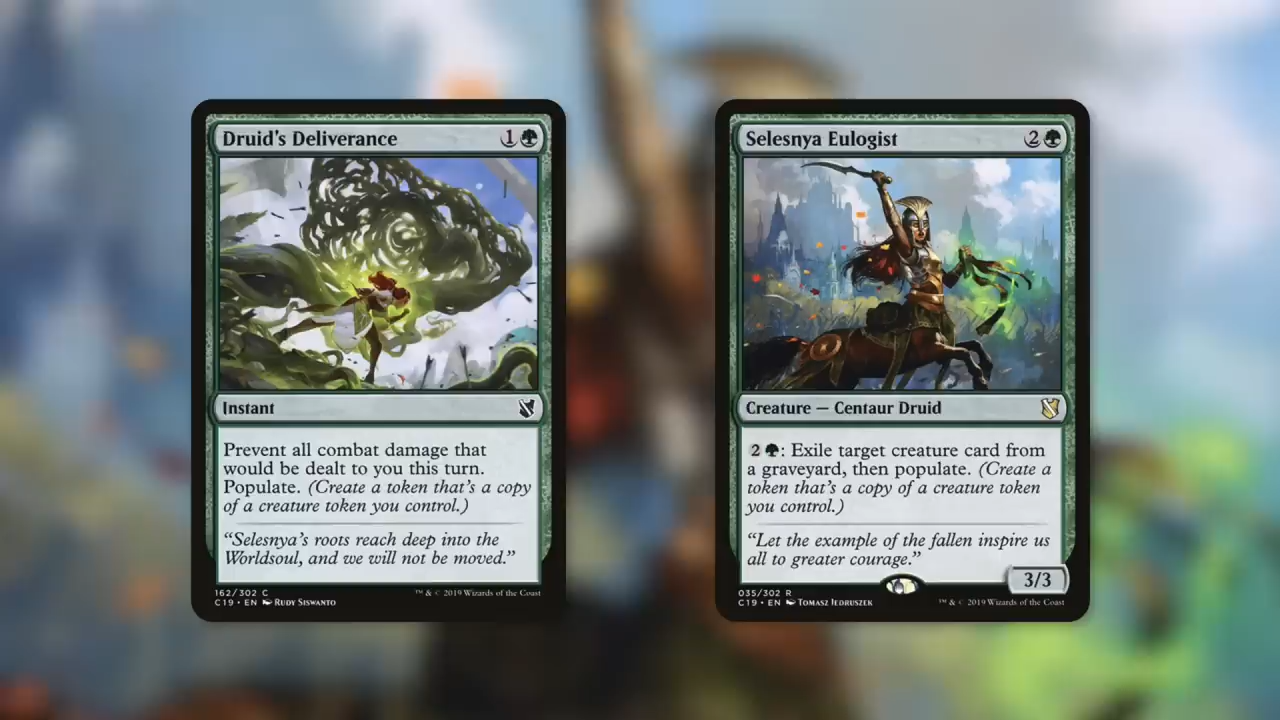 Druid's Deliverance 1
Instant
Prevent all combat damage that
would be dealt to you this turn.
Populate. (Create a token that's a copy
of a creature token you control.)
“Selesnya's roots reach deep into the
Worldsoul, and we will not be moved.”
162/302 C
C19 • EN Rudy Siswanto
™ & © 2019 Wizards of the Coast
Selesnya Eulogist 2
Creature — Centaur Druid
2 : Exile target creature card from
a graveyard, then populate. (Create a
token that's a copy of a creature token
you control.)
“Let the example of the fallen inspire us
all to greater courage.”
3/3
035/302 R
C19 • EN Tomasz Jedruszek
™ & © 2019 Wizards of the Coast